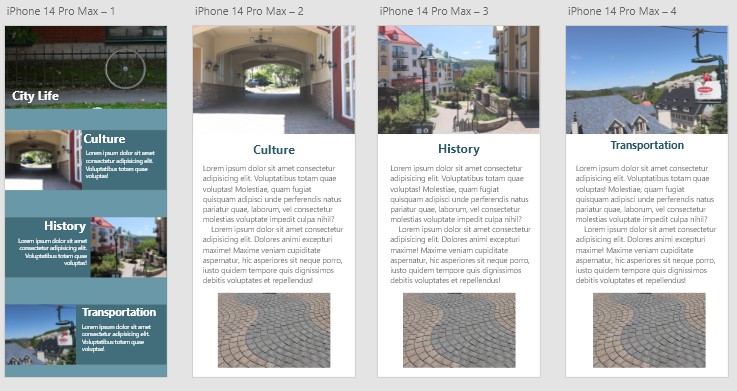 iPhone 14 Pro Max – 1
City Life
Culture
Lorem ipsum dolor sit amet
consectetur adipisicing elit.
Voluptatibus totam quam
voluptas!
History
Lorem ipsum dolor sit amet
consectetur adipisicing elit.
Voluptatibus totam quam
voluptas!
Transportation
Lorem ipsum dolor sit amet
consectetur adipisicing elit.
Voluptatibus totam quam
voluptas!
iPhone 14 Pro Max – 2
Culture
Lorem ipsum dolor sit amet consectetur
adipisicing elit. Voluptatibus totam quam
voluptas! Molestiae, quam fugiat
quisquam adipisci unde perferendis natus
pariatur quae, laborum, vel consectetur
molestias voluptate impedit culpa nihil?
Lorem ipsum dolor sit amet consectetur
adipisicing elit. Dolores animi excepturi
maxime! Maxime veniam cupiditate
aspernatur, hic asperiores sit neque porro,
iusto quidem tempore quis dignissimos
debitis voluptates et repellendus!
iPhone 14 Pro Max – 3
History
Lorem ipsum dolor sit amet consectetur
adipisicing elit. Voluptatibus totam quam
voluptas! Molestiae, quam fugiat
quisquam adipisci unde perferendis natus
pariatur quae, laborum, vel consectetur
molestias voluptate impedit culpa nihil?
Lorem ipsum dolor sit amet consectetur
adipisicing elit. Dolores animi excepturi
maxime! Maxime veniam cupiditate
aspernatur, hic asperiores sit neque porro,
iusto quidem tempore quis dignissimos
debitis voluptates et repellendus!
iPhone 14 Pro Max – 4
Transportation
Lorem ipsum dolor sit amet consectetur
adipisicing elit. Voluptatibus totam quam
voluptas! Molestiae, quam fugiat
quisquam adipisci unde perferendis natus
pariatur quae, laborum, vel consectetur
molestias voluptate impedit culpa nihil?
Lorem ipsum dolor sit amet consectetur
adipisicing elit. Dolores animi excepturi
maxime! Maxime veniam cupiditate
aspernatur, hic asperiores sit neque porro,
iusto quidem tempore quis dignissimos
debitis voluptates et repellendus!